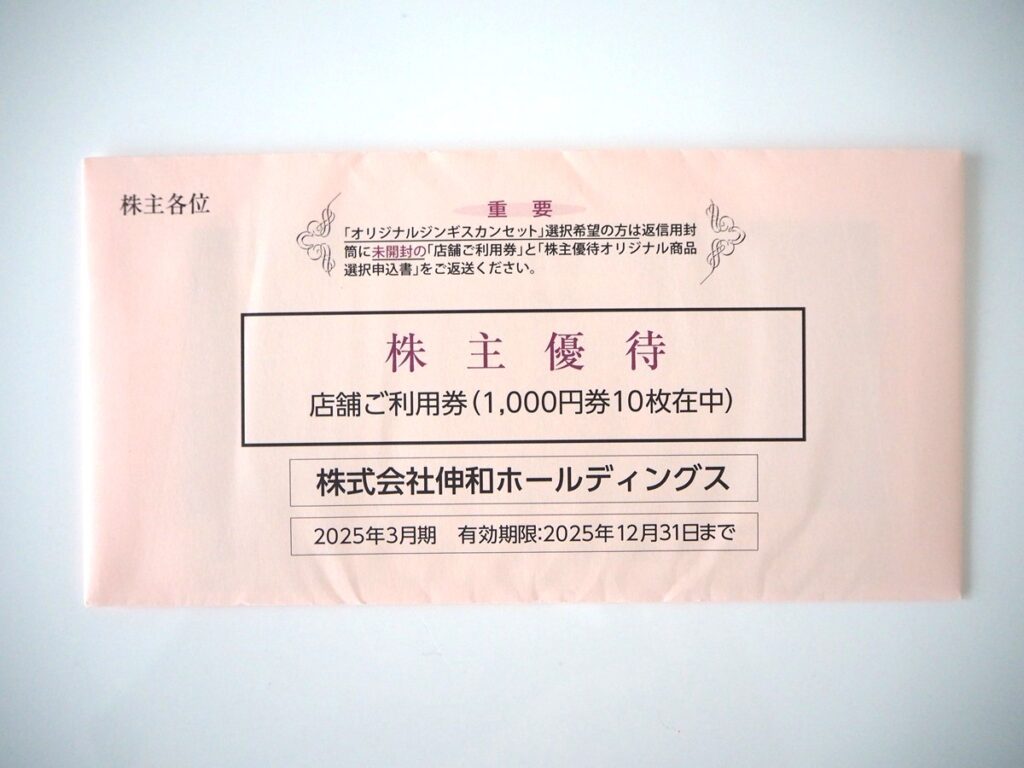 株主各位
重 要
「オリジナルジンギスカンセット」選択希望の方は返信用封
筒に未開封の「店舗ご利用券」と「株主優待オリジナル商品
選択申込書」をご返送ください。
株主優待
店舗ご利用券(1,000円券10枚在中)
株式会社伸和ホールディングス
2025年3月期 有効期限:2025年12月31日まで